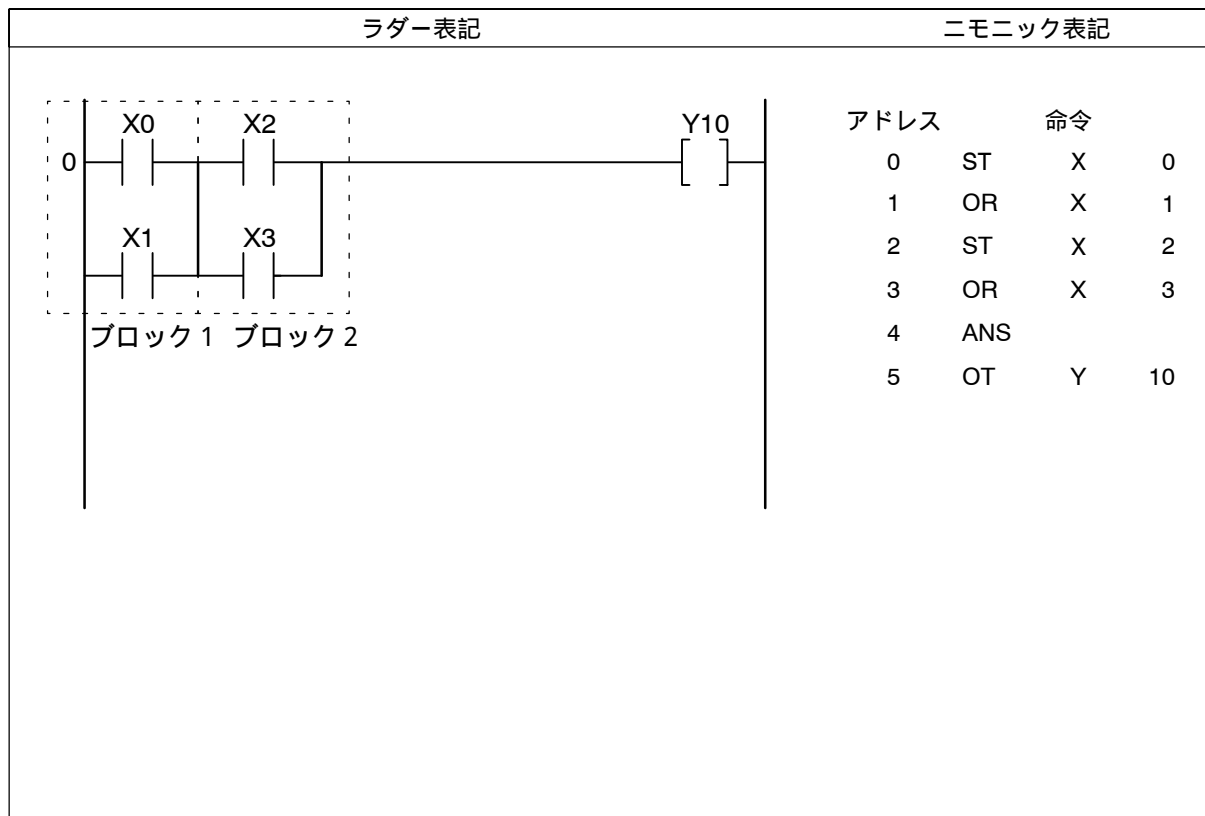 ラダー表記 ニモニック表記
X0 X2 Y10
0
X1 X3
ブロック 1 ブロック 2
アドレス 命令
0 ST X 0
1 OR X 1
2 ST X 2
3 OR X 3
4 ANS
5 OT Y 10